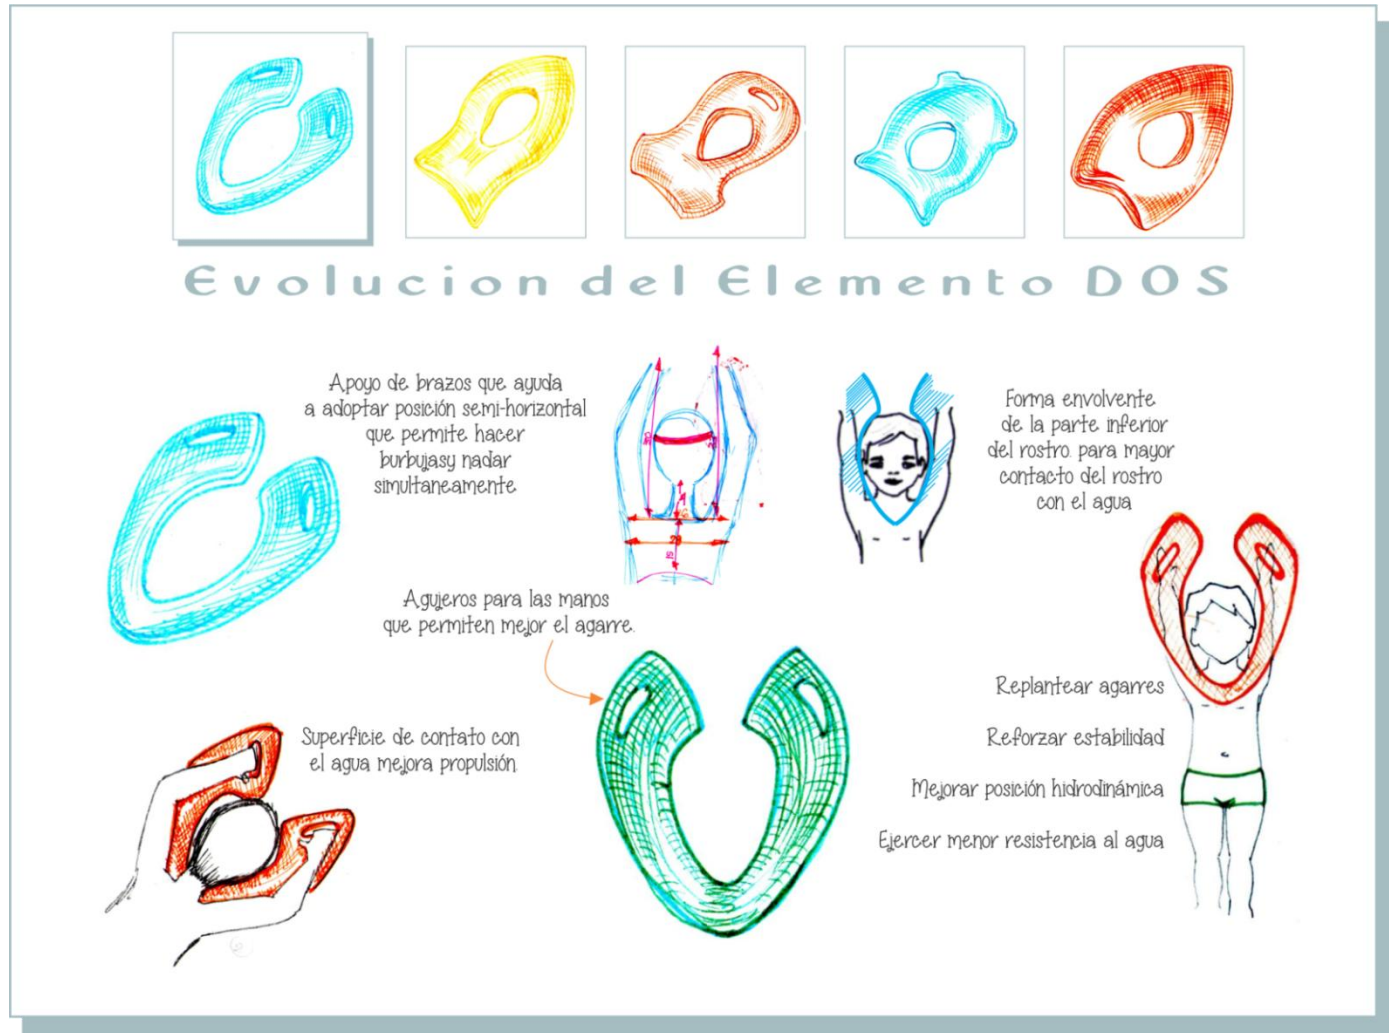 Evolucion del Elemento DOS
Apoyo de brazos que ayuda
a adoptar posición semi-horizontal
que permite hacer
burbujasy nadar
simultaneamente
Forma envolvente
de la parte inferior
del rostro. para mayor
contacto del rostro
con el agua
28
Agujeros para las manos
que permiten mejor el agarre.
Superficie de contato con
el agua mejora propulsión
Replantear agarres
Reforzar estabilidad
Mejorar posición hidrodinámica
Ejercer menor resistencia al agua